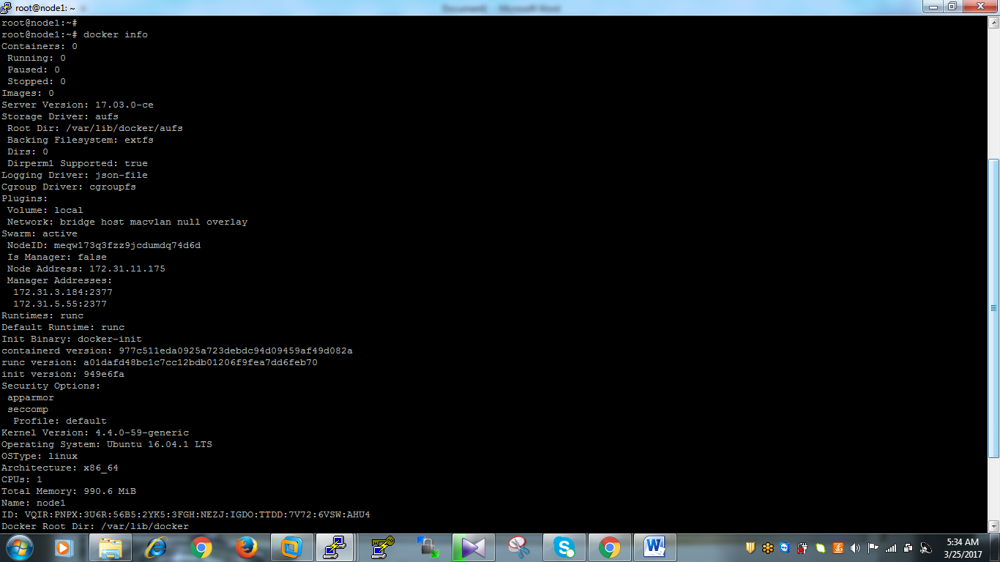 root@node1: ~
Document1 - Microsoft Word
root@node1:~#
root@node1:~# docker info
Containers: 0
Running: 0
Paused: 0
Stopped: 0
Images: 0
Server Version: 17.03.0-ce
Storage Driver: aufs
Root Dir: /var/lib/docker/aufs
Backing Filesystem: extfs
Dirs: 0
Dirperm1 Supported: true
Logging Driver: json-file
Cgroup Driver: cgroupfs
Plugins:
Volume: local
Network: bridge host macvlan null overlay
Swarm: active
NodeID: meqw173q3fzz9jcdumdq74d6d
Is Manager: false
Node Address: 172.31.11.175
Manager Addresses:
172.31.3.184:2377
172.31.5.55:2377
Runtimes: runc
Default Runtime: runc
Init Binary: docker-init
containerd version: 977c511eda0925a723debdc94d09459af49d082a
runc version: a01dafd48bc1c7cc12bdb01206f9fea7dd6feb70
init version: 949e6fa
Security Options:
apparmor
seccomp
Profile: default
Kernel Version: 4.4.0-59-generic
Operating System: Ubuntu 16.04.1 LTS
OSType: linux
Architecture: x86_64
CPUs: 1
Total Memory: 990.6 MiB
Name: node1
ID: VQIR:PNPX:3U6R:56B5:2YK5:3FGH:NEZJ:IGDO:TTDD:7V72:6VSW:AHU4
Docker Root Dir: /var/lib/docker
5:34 AM
3/25/2017